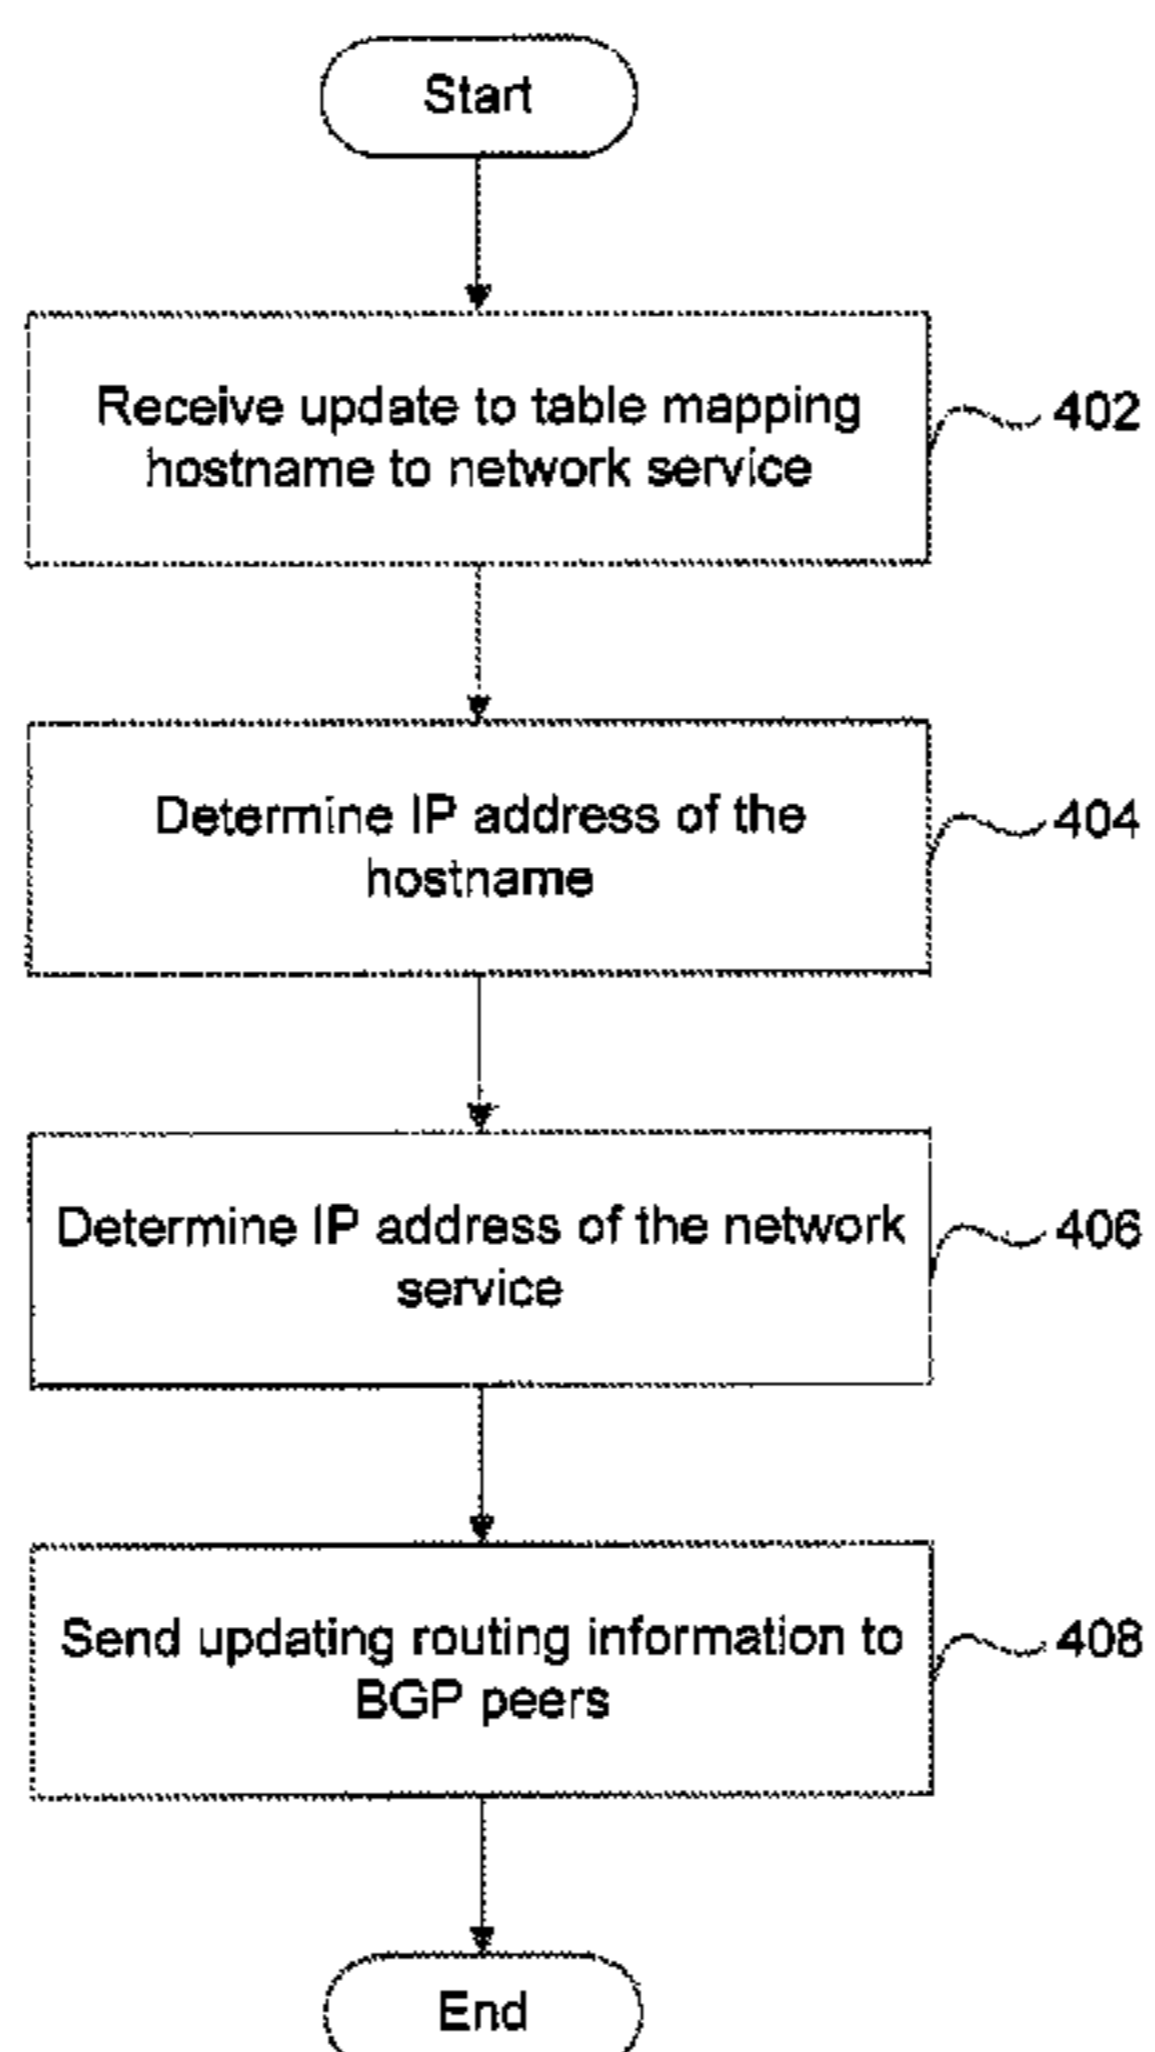 Start
Receive update to table mapping
hostname to network service
402
Determine IP address of the
hostname
404
Determine IP address of the network
service
406
Send updating routing information to
BGP peers
408
End